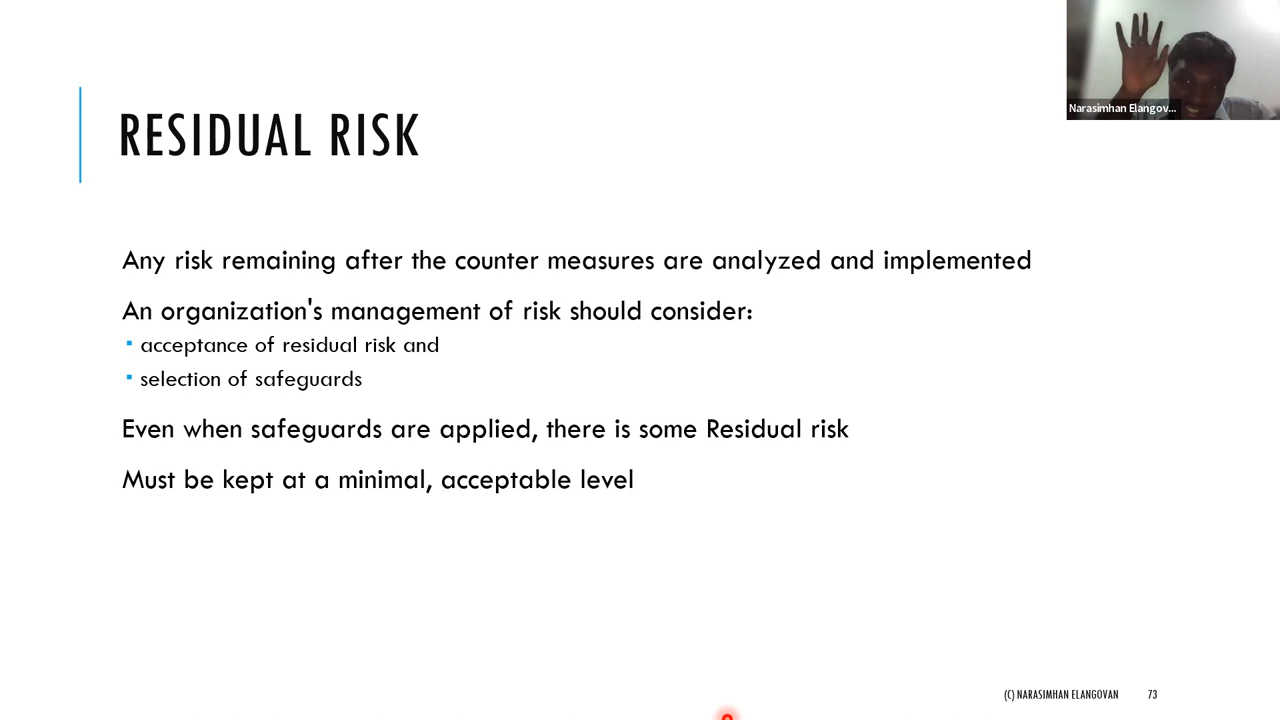 Narasimhan Elangov...
RESIDUAL RISK
Any risk remaining after the counter measures are analyzed and implemented
An organization's management of risk should consider:
▪ acceptance of residual risk and
▪ selection of safeguards
Even when safeguards are applied, there is some Residual risk
Must be kept at a minimal, acceptable level
(C) NARASIMHAN ELANGOVAN 73